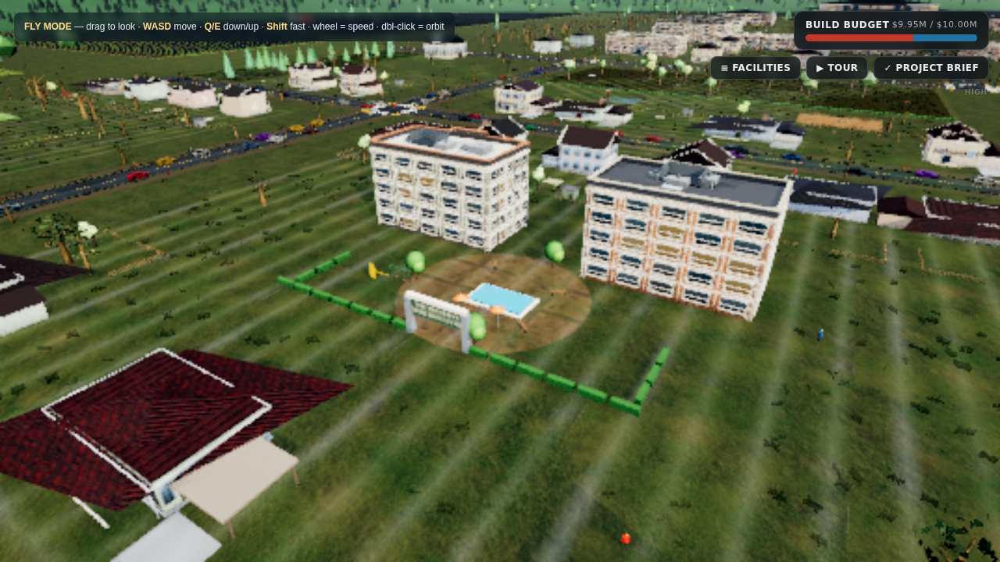 FLY MODE — drag to look · WASD move · Q/E down/up · Shift fast · wheel = speed · dbl-click = orbit
BUILD BUDGET $9.95M / $10.00M
≡ FACILITIES
▶ TOUR
✓ PROJECT BRIEF
HIGH